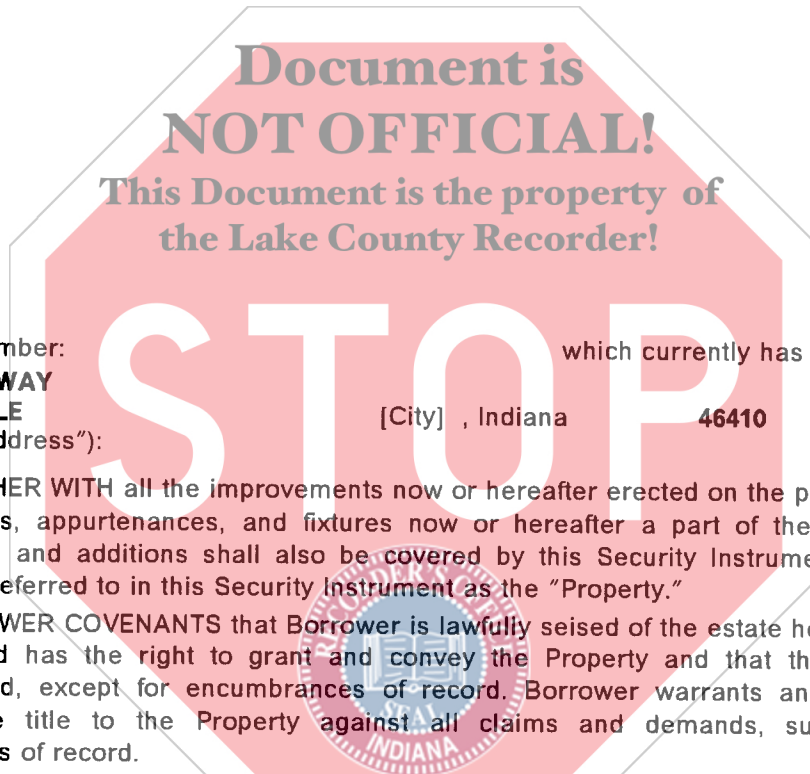 Document is
NOT OFFICIAL!
This Document is the property of
the Lake County Recorder!
STOP
mber: which currently has
WAY
LE [City] , Indiana 46410
ddress"):
HER WITH all the improvements now or hereafter erected on the p
s, appurtenances, and fixtures now or hereafter a part of the
and additions shall also be covered by this Security Instrume
eferred to in this Security Instrument as the "Property."
WER COVENANTS that Borrower is lawfully seised of the estate he
d has the right to grant and convey the Property and that th
d, except for encumbrances of record. Borrower warrants an
e title to the Property against all claims and demands, su
s of record.
SEAL
INDIANA